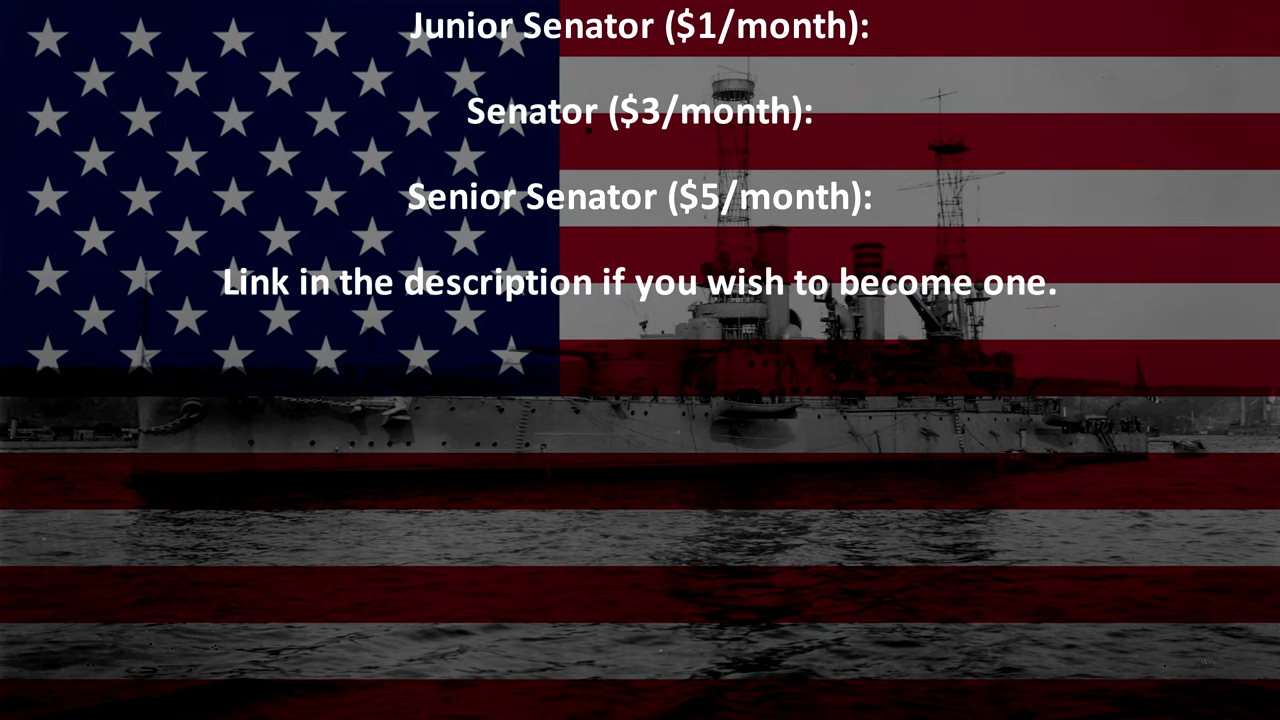 Junior Senator ($1/month):
Senator ($3/month):
Senior Senator ($5/month):
Link in the description if you wish to become one.